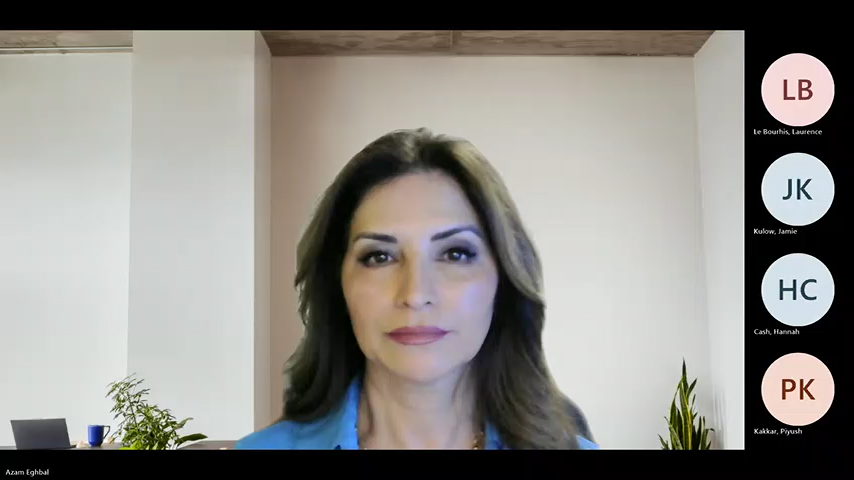 LB
Le Bourhis, Laurence
JK
Kulow, Jamie
HC
Cash, Hannah
PK
Kakkar, Piyush
Azam Eghbal